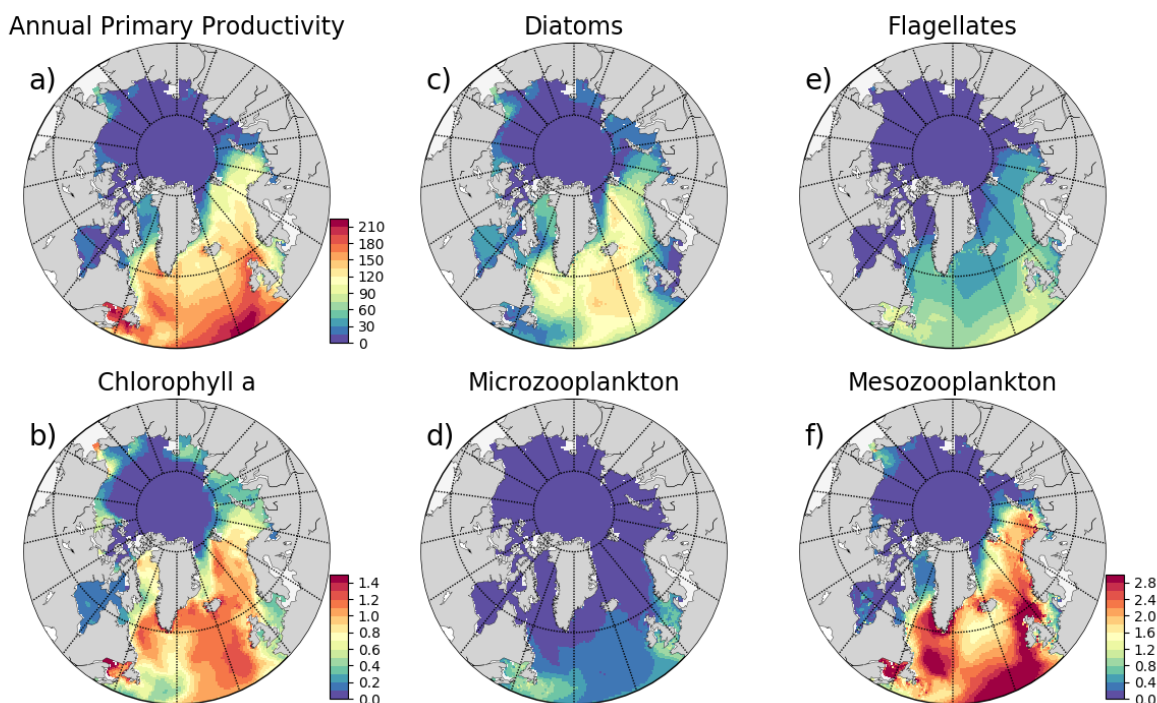 Annual Primary Productivity
Diatoms
Flagellates
a)
c)
e)
210
180
150
120
90
60
30
0
Chlorophyll a
Microzooplankton
Mesozooplankton
b)
d)
f)
1.4
1.2
1.0
0.8
0.6
0.4
0.2
0.0
2.8
2.4
2.0
1.6
1.2
0.8
0.4
0.0